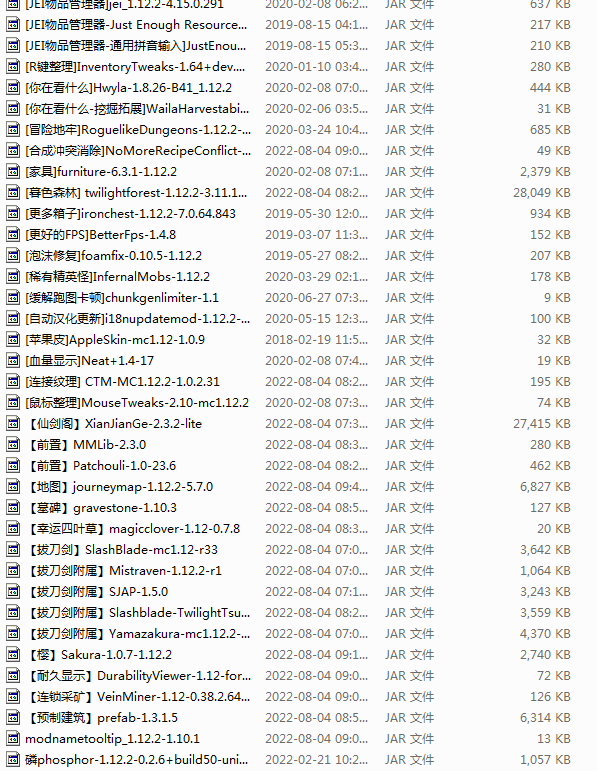 [JEI物品管理器]jei_1.12.2-4.15.0.291 2020-02-08 06:2... JAR 文件 637 KB
[JEI物品管理器-Just Enough Resource... 2019-08-15 04:1... JAR 文件 217 KB
[JEI物品管理器-通用拼音输入]JustEnou... 2019-08-15 05:3... JAR 文件 210 KB
[R键整理]InventoryTweaks-1.64+dev.... 2020-01-10 03:4... JAR 文件 280 KB
[你在看什么]Hwyla-1.8.26-B41_1.12.2 2020-02-08 07:0... JAR 文件 444 KB
[你在看什么-挖掘拓展]WailaHarvestabi... 2020-02-06 03:5... JAR 文件 31 KB
[冒险地牢]RoguelikeDungeons-1.12.2-... 2020-03-24 10:4... JAR 文件 685 KB
[合成冲突消除]NoMoreRecipeConflict-... 2022-08-04 09:0... JAR 文件 49 KB
[家具]furniture-6.3.1-1.12.2 2020-02-08 07:1... JAR 文件 2,379 KB
[暮色森林] twilightforest-1.12.2-3.11.1... 2022-08-04 08:2... JAR 文件 28,049 KB
[更多箱子]ironchest-1.12.2-7.0.64.843 2019-05-30 12:0... JAR 文件 934 KB
[更好的FPS]BetterFps-1.4.8 2019-03-07 11:3... JAR 文件 152 KB
[泡沫修复]foamfix-0.10.5-1.12.2 2019-05-27 08:2... JAR 文件 207 KB
[稀有精英怪]InfernalMobs-1.12.2 2020-03-29 02:1... JAR 文件 178 KB
[缓解跑图卡顿]chunkgenlimiter-1.1 2020-06-27 07:3... JAR 文件 9 KB
[自动汉化更新]i18nupdatemod-1.12.2-... 2020-05-15 12:3... JAR 文件 100 KB
[苹果皮]AppleSkin-mc1.12-1.0.9 2018-02-19 11:5... JAR 文件 32 KB
[血量显示]Neat+1.4-17 2020-02-08 07:4... JAR 文件 19 KB
[连接纹理] CTM-MC1.12.2-1.0.2.31 2022-08-04 08:2... JAR 文件 195 KB
[鼠标整理]MouseTweaks-2.10-mc1.12.2 2020-02-08 07:3... JAR 文件 74 KB
【仙剑阁】XianJianGe-2.3.2-lite 2022-08-04 07:3... JAR 文件 27,415 KB
【前置】MMLib-2.3.0 2022-08-04 08:3... JAR 文件 280 KB
【前置】Patchouli-1.0-23.6 2022-08-04 08:2... JAR 文件 462 KB
【地图】journeymap-1.12.2-5.7.0 2022-08-04 09:4... JAR 文件 6,827 KB
【墓碑】gravestone-1.10.3 2022-08-04 08:5... JAR 文件 127 KB
【幸运四叶草】magicclover-1.12-0.7.8 2022-08-04 08:3... JAR 文件 20 KB
【拔刀剑】SlashBlade-mc1.12-r33 2022-08-04 07:0... JAR 文件 3,642 KB
【拔刀剑附属】Mistraven-1.12.2-r1 2022-08-04 07:0... JAR 文件 1,064 KB
【拔刀剑附属】SJAP-1.5.0 2022-08-04 07:1... JAR 文件 3,243 KB
【拔刀剑附属】Slashblade-TwilightTsu... 2022-08-04 08:2... JAR 文件 3,559 KB
【拔刀剑附属】Yamazakura-mc1.12.2-... 2022-08-04 07:0... JAR 文件 4,370 KB
【樱】Sakura-1.0.7-1.12.2 2022-08-04 09:1... JAR 文件 2,740 KB
【耐久显示】DurabilityViewer-1.12-for... 2022-08-04 09:0... JAR 文件 72 KB
【连锁采矿】VeinMiner-1.12-0.38.2.64... 2022-08-04 09:0... JAR 文件 126 KB
【预制建筑】prefab-1.3.1.5 2022-08-04 08:5... JAR 文件 6,314 KB
modnametooltip_1.12.2-1.10.1 2022-08-04 09:0... JAR 文件 13 KB
磷phosphor-1.12.2-0.2.6+build50-uni... 2022-02-21 10:2... JAR 文件 1,057 KB